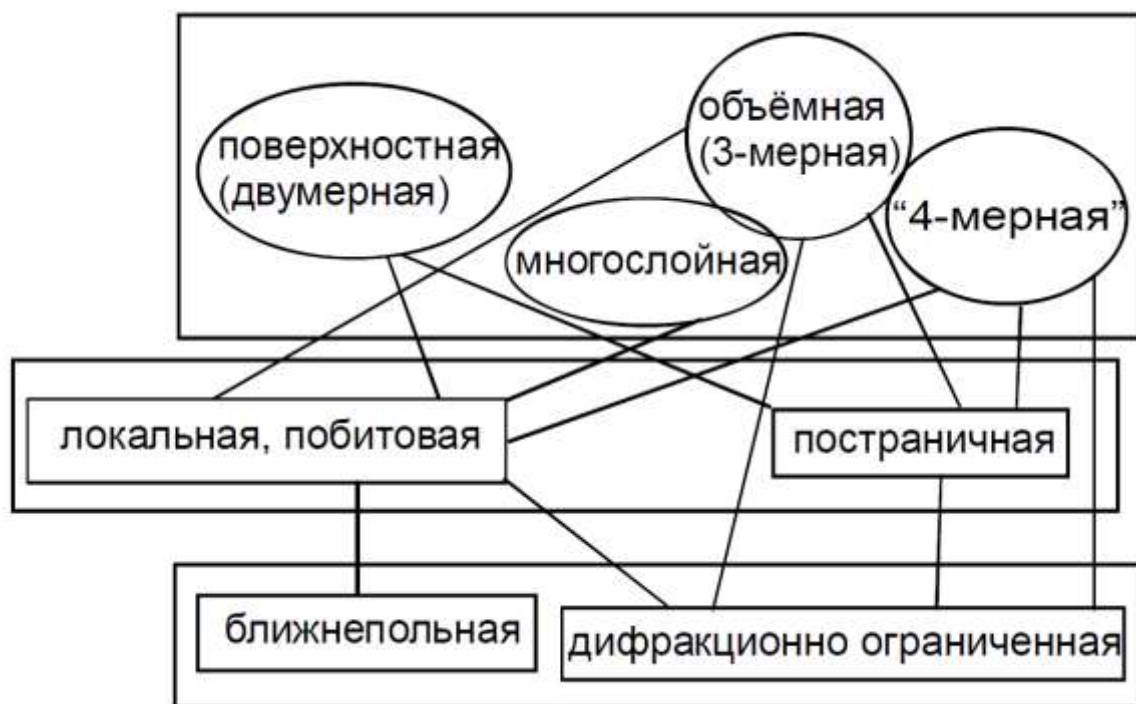 поверхностная
(двумерная)
объёмная
(3-мерная)
многослойная
“4-мерная”
локальная, побитовая
постраничная
ближнепольная
дифракционно ограниченная